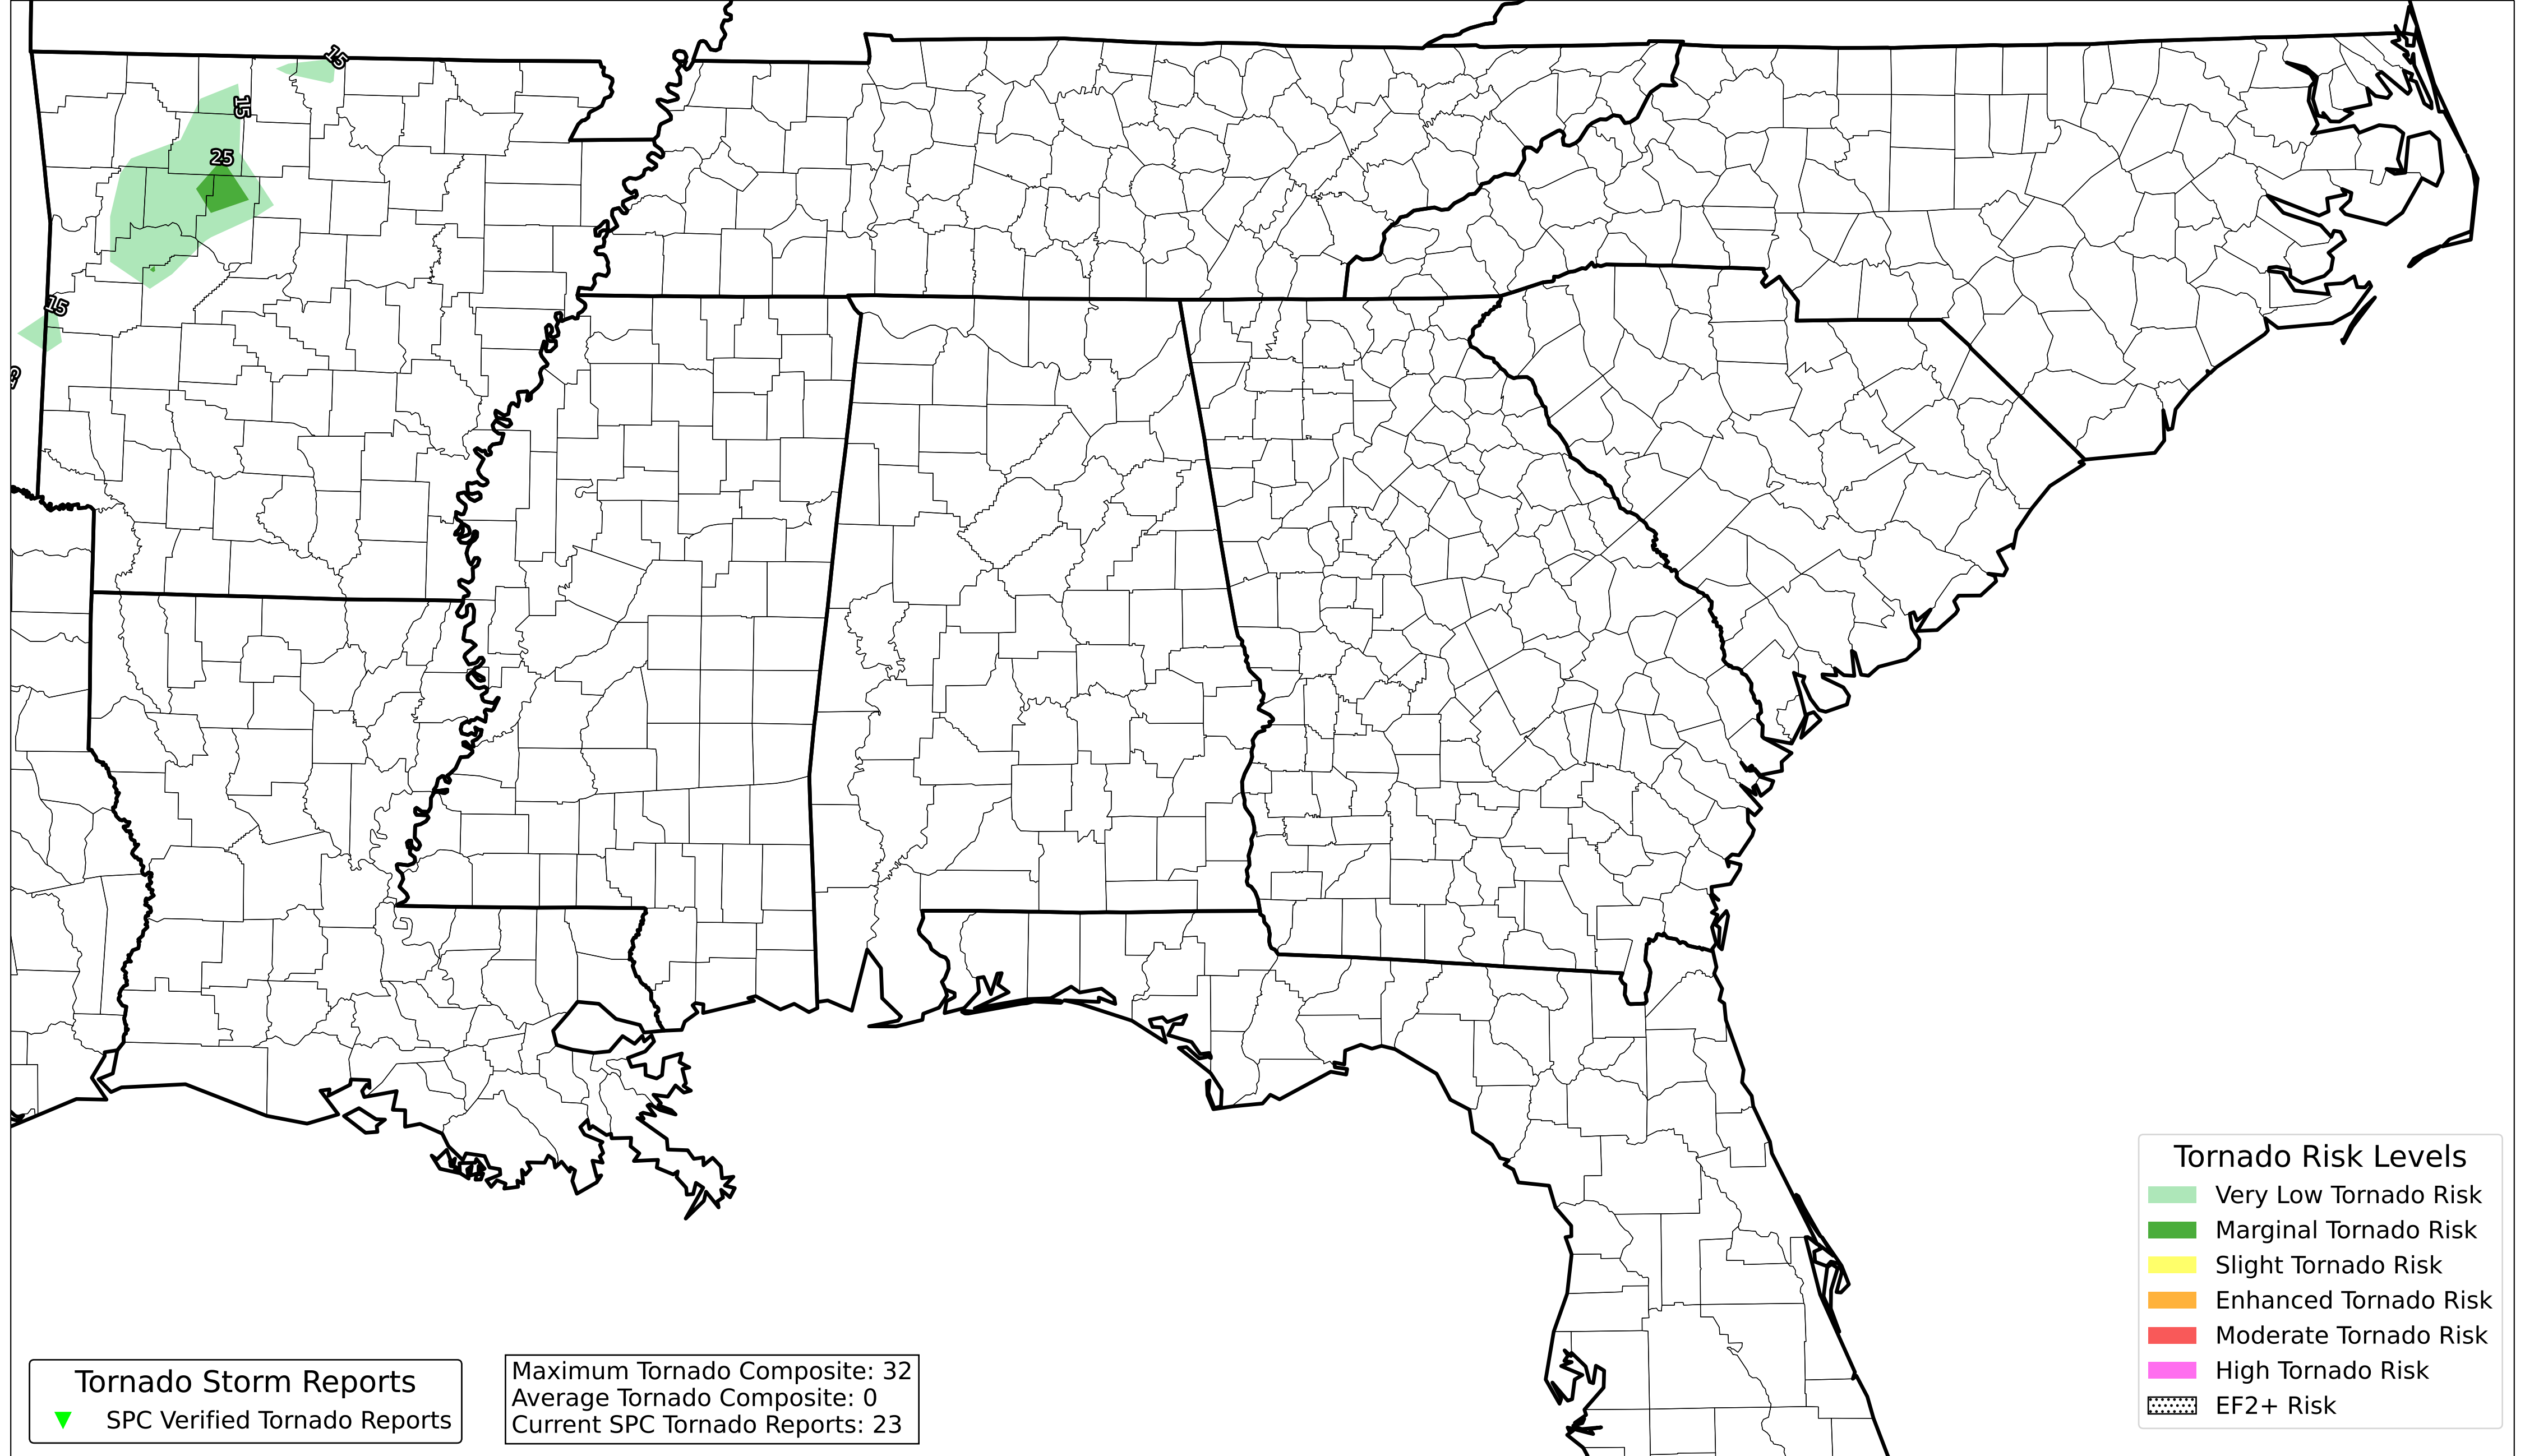 15
15
25
15
Tornado Risk Levels
Very Low Tornado Risk
Marginal Tornado Risk
Slight Tornado Risk
Enhanced Tornado Risk
Moderate Tornado Risk
High Tornado Risk
EF2+ Risk
Tornado Storm Reports
SPC Verified Tornado Reports
Maximum Tornado Composite: 32
Average Tornado Composite: 0
Current SPC Tornado Reports: 23